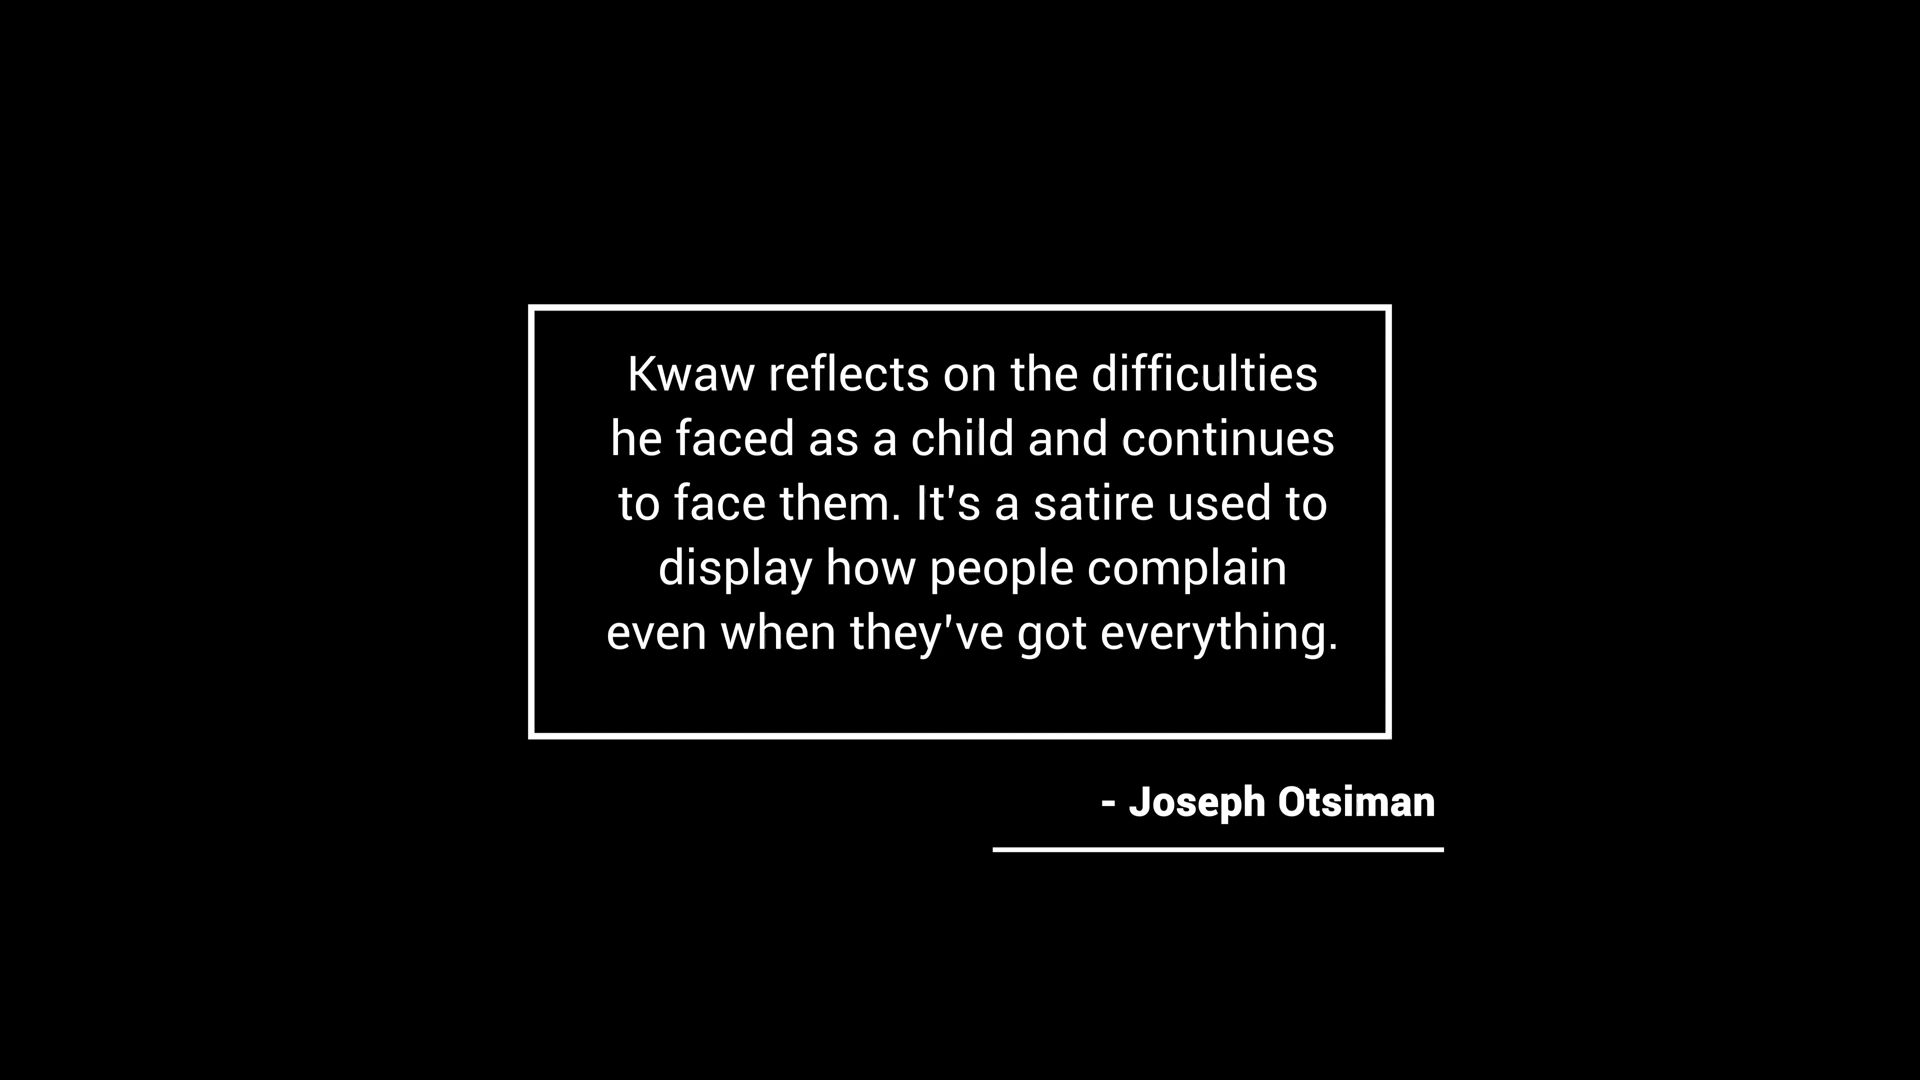 Kwaw reflects on the difficulties
he faced as a child and continues
to face them. It's a satire used to
display how people complain
even when they've got everything.
- Joseph Otsiman